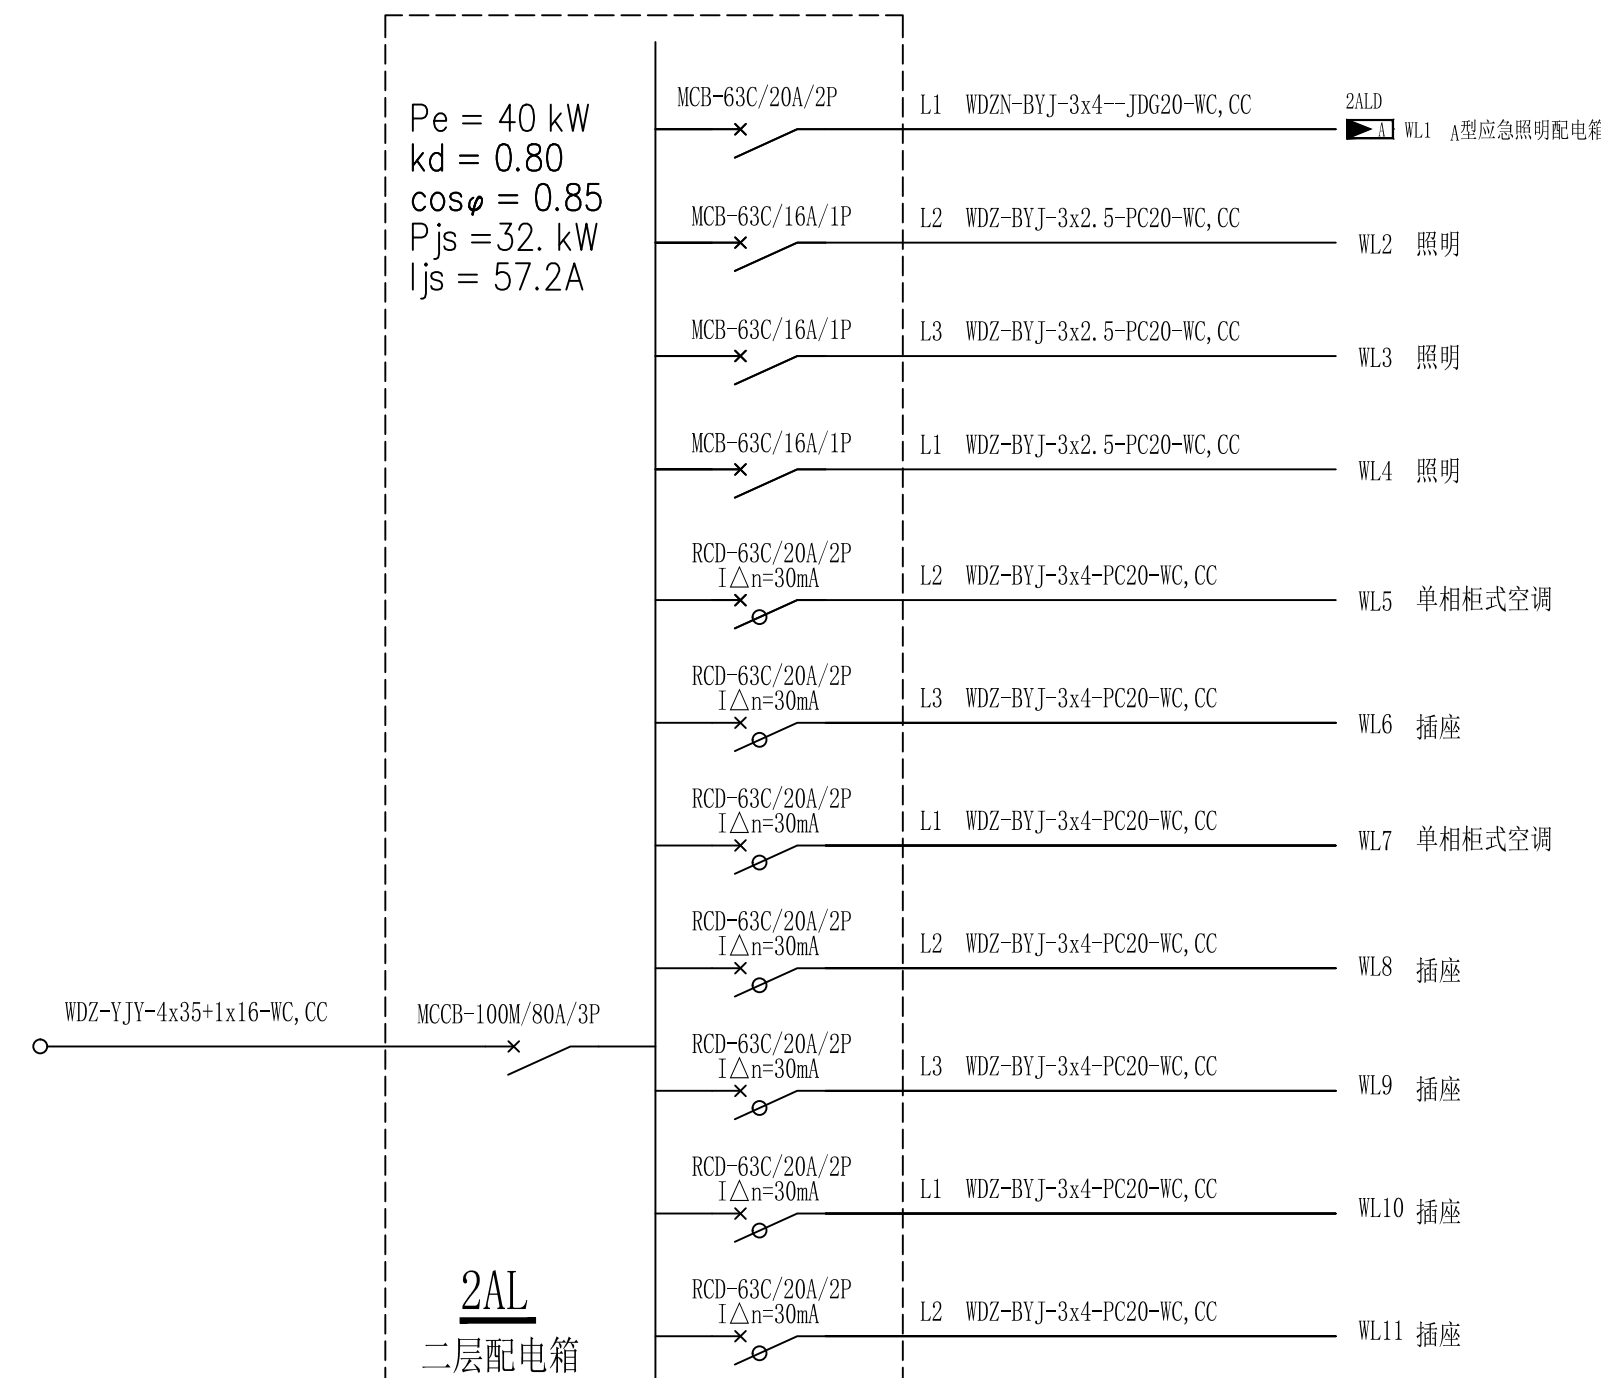 Pe = 40 kW
kd = 0.80
cosφ = 0.85
Pjs =32. kW
Ijs = 57.2A
MCB-63C/20A/2P L1 WDZN-BYJ-3x4--JDG20-WC,CC 2ALD
A WL1 A型应急照明配电箱
MCB-63C/16A/1P L2 WDZ-BYJ-3x2.5-PC20-WC,CC
WL2 照明
MCB-63C/16A/1P L3 WDZ-BYJ-3x2.5-PC20-WC,CC
WL3 照明
MCB-63C/16A/1P L1 WDZ-BYJ-3x2.5-PC20-WC,CC
WL4 照明
RCD-63C/20A/2P
I△n=30mA L2 WDZ-BYJ-3x4-PC20-WC,CC
WL5 单相柜式空调
RCD-63C/20A/2P
I△n=30mA L3 WDZ-BYJ-3x4-PC20-WC,CC
WL6 插座
RCD-63C/20A/2P
I△n=30mA L1 WDZ-BYJ-3x4-PC20-WC,CC
WL7 单相柜式空调
RCD-63C/20A/2P
I△n=30mA L2 WDZ-BYJ-3x4-PC20-WC,CC
WL8 插座
WDZ-YJY-4x35+1x16-WC,CC MCCB-100M/80A/3P
RCD-63C/20A/2P
I△n=30mA L3 WDZ-BYJ-3x4-PC20-WC,CC
WL9 插座
RCD-63C/20A/2P
I△n=30mA L1 WDZ-BYJ-3x4-PC20-WC,CC
WL10 插座
RCD-63C/20A/2P
I△n=30mA L2 WDZ-BYJ-3x4-PC20-WC,CC
WL11 插座
2AL
二层配电箱